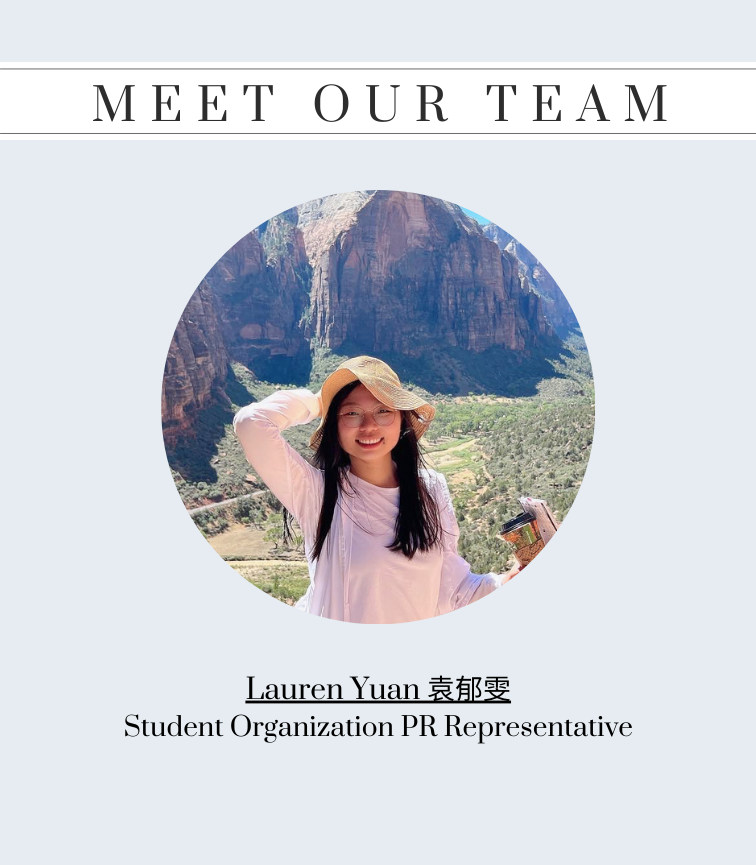 MEET OUR TEAM
Lauren Yuan 袁郁雯
Student Organization PR Representative